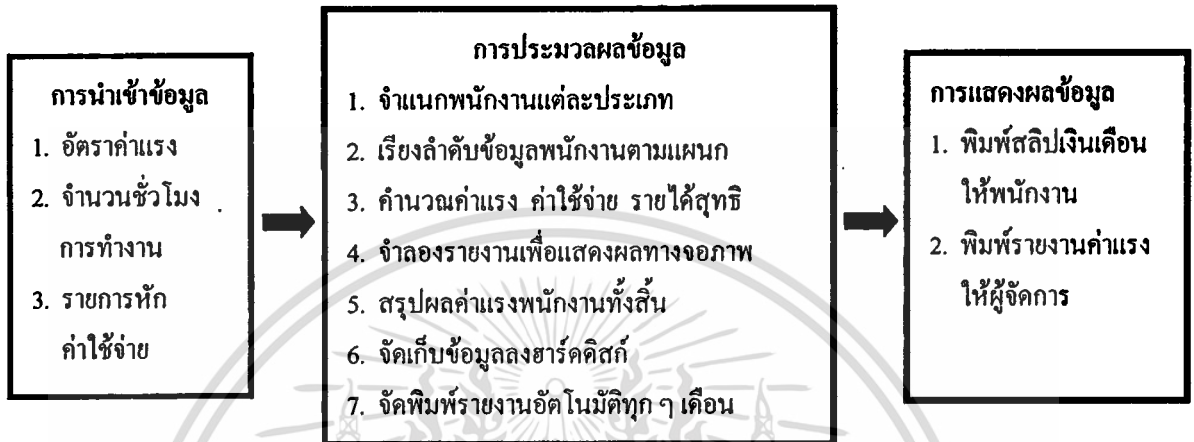 การนำเข้าข้อมูล
1. อัตราค่าแรง
2. จำนวนชั่วโมง
การทำงาน
3. รายการหัก
ค่าใช้จ่าย
การประมวลผลข้อมูล
1. จำแนกพนักงานแต่ละประเภท
2. เรียงลำดับข้อมูลพนักงานตามแผนก
3. คำนวณค่าแรง ค่าใช้จ่าย รายได้สุทธิ
4. จำลองรายงานเพื่อแสดงผลทางจอภาพ
5. สรุปผลค่าแรงพนักงานทั้งสิ้น
6. จัดเก็บข้อมูลลงฮาร์ดดิสก์
7. จัดพิมพ์รายงานอัตโนมัติทุก ๆ เดือน
การแสดงผลข้อมูล
1. พิมพ์สลิปเงินเดือน
ให้พนักงาน
2. พิมพ์รายงานค่าแรง
ให้ผู้จัดการ